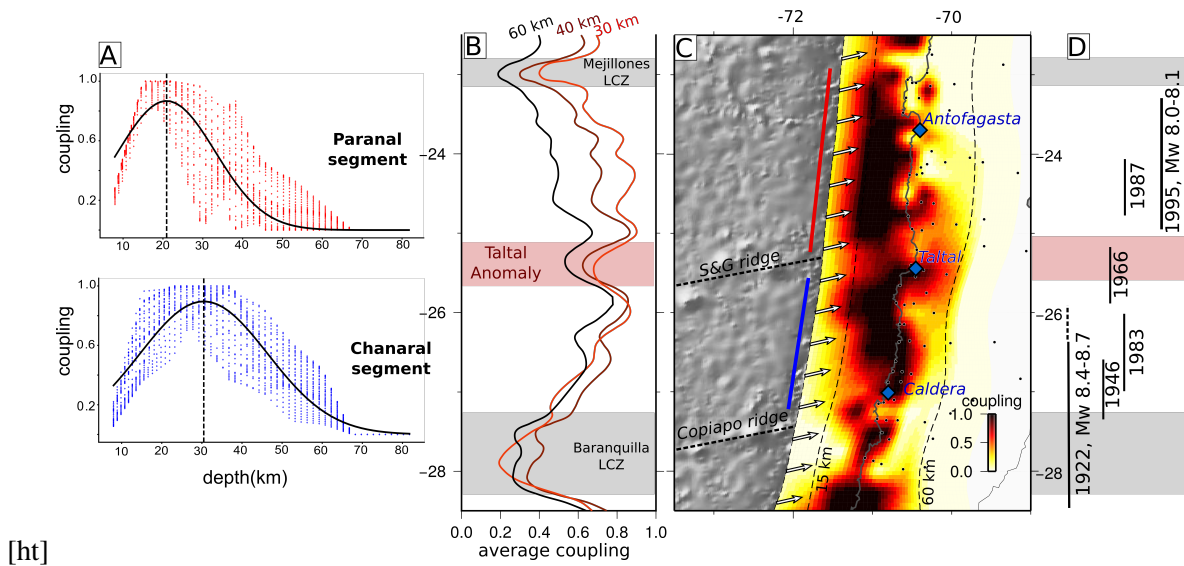 A
1.0
0.6
0.2
coupling
Paranal
segment
10
20
30
40
50
60
70
80
1.0
0.6
0.2
coupling
Chanaral
segment
10
20
30
40
50
60
70
80
depth(km)
B
60 km
40 km
30 km
Mejillones
LCZ
Taltal
Anomaly
Baranquilla
LCZ
−24
−26
−28
0.0
0.2
0.4
0.6
0.8
1.0
average coupling
C
-72
-70
Antofagasta
S&G ridge
Taltal
Caldera
Copiapo ridge
15 km
60 km
coupling
1.0
0.5
0.0
−24
−26
−28
D
1995, Mw 8.0-8.1
1987
1966
1983
1946
1922, Mw 8.4-8.7
[ht]